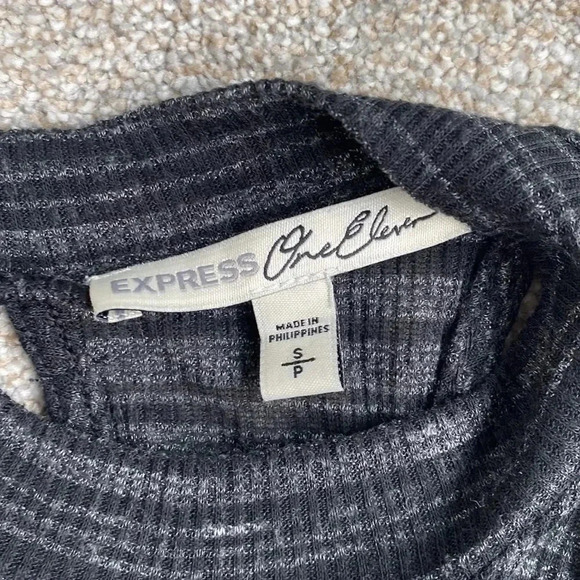 EXPRESS One Eleven
MADE IN
PHILIPPINES
S
P